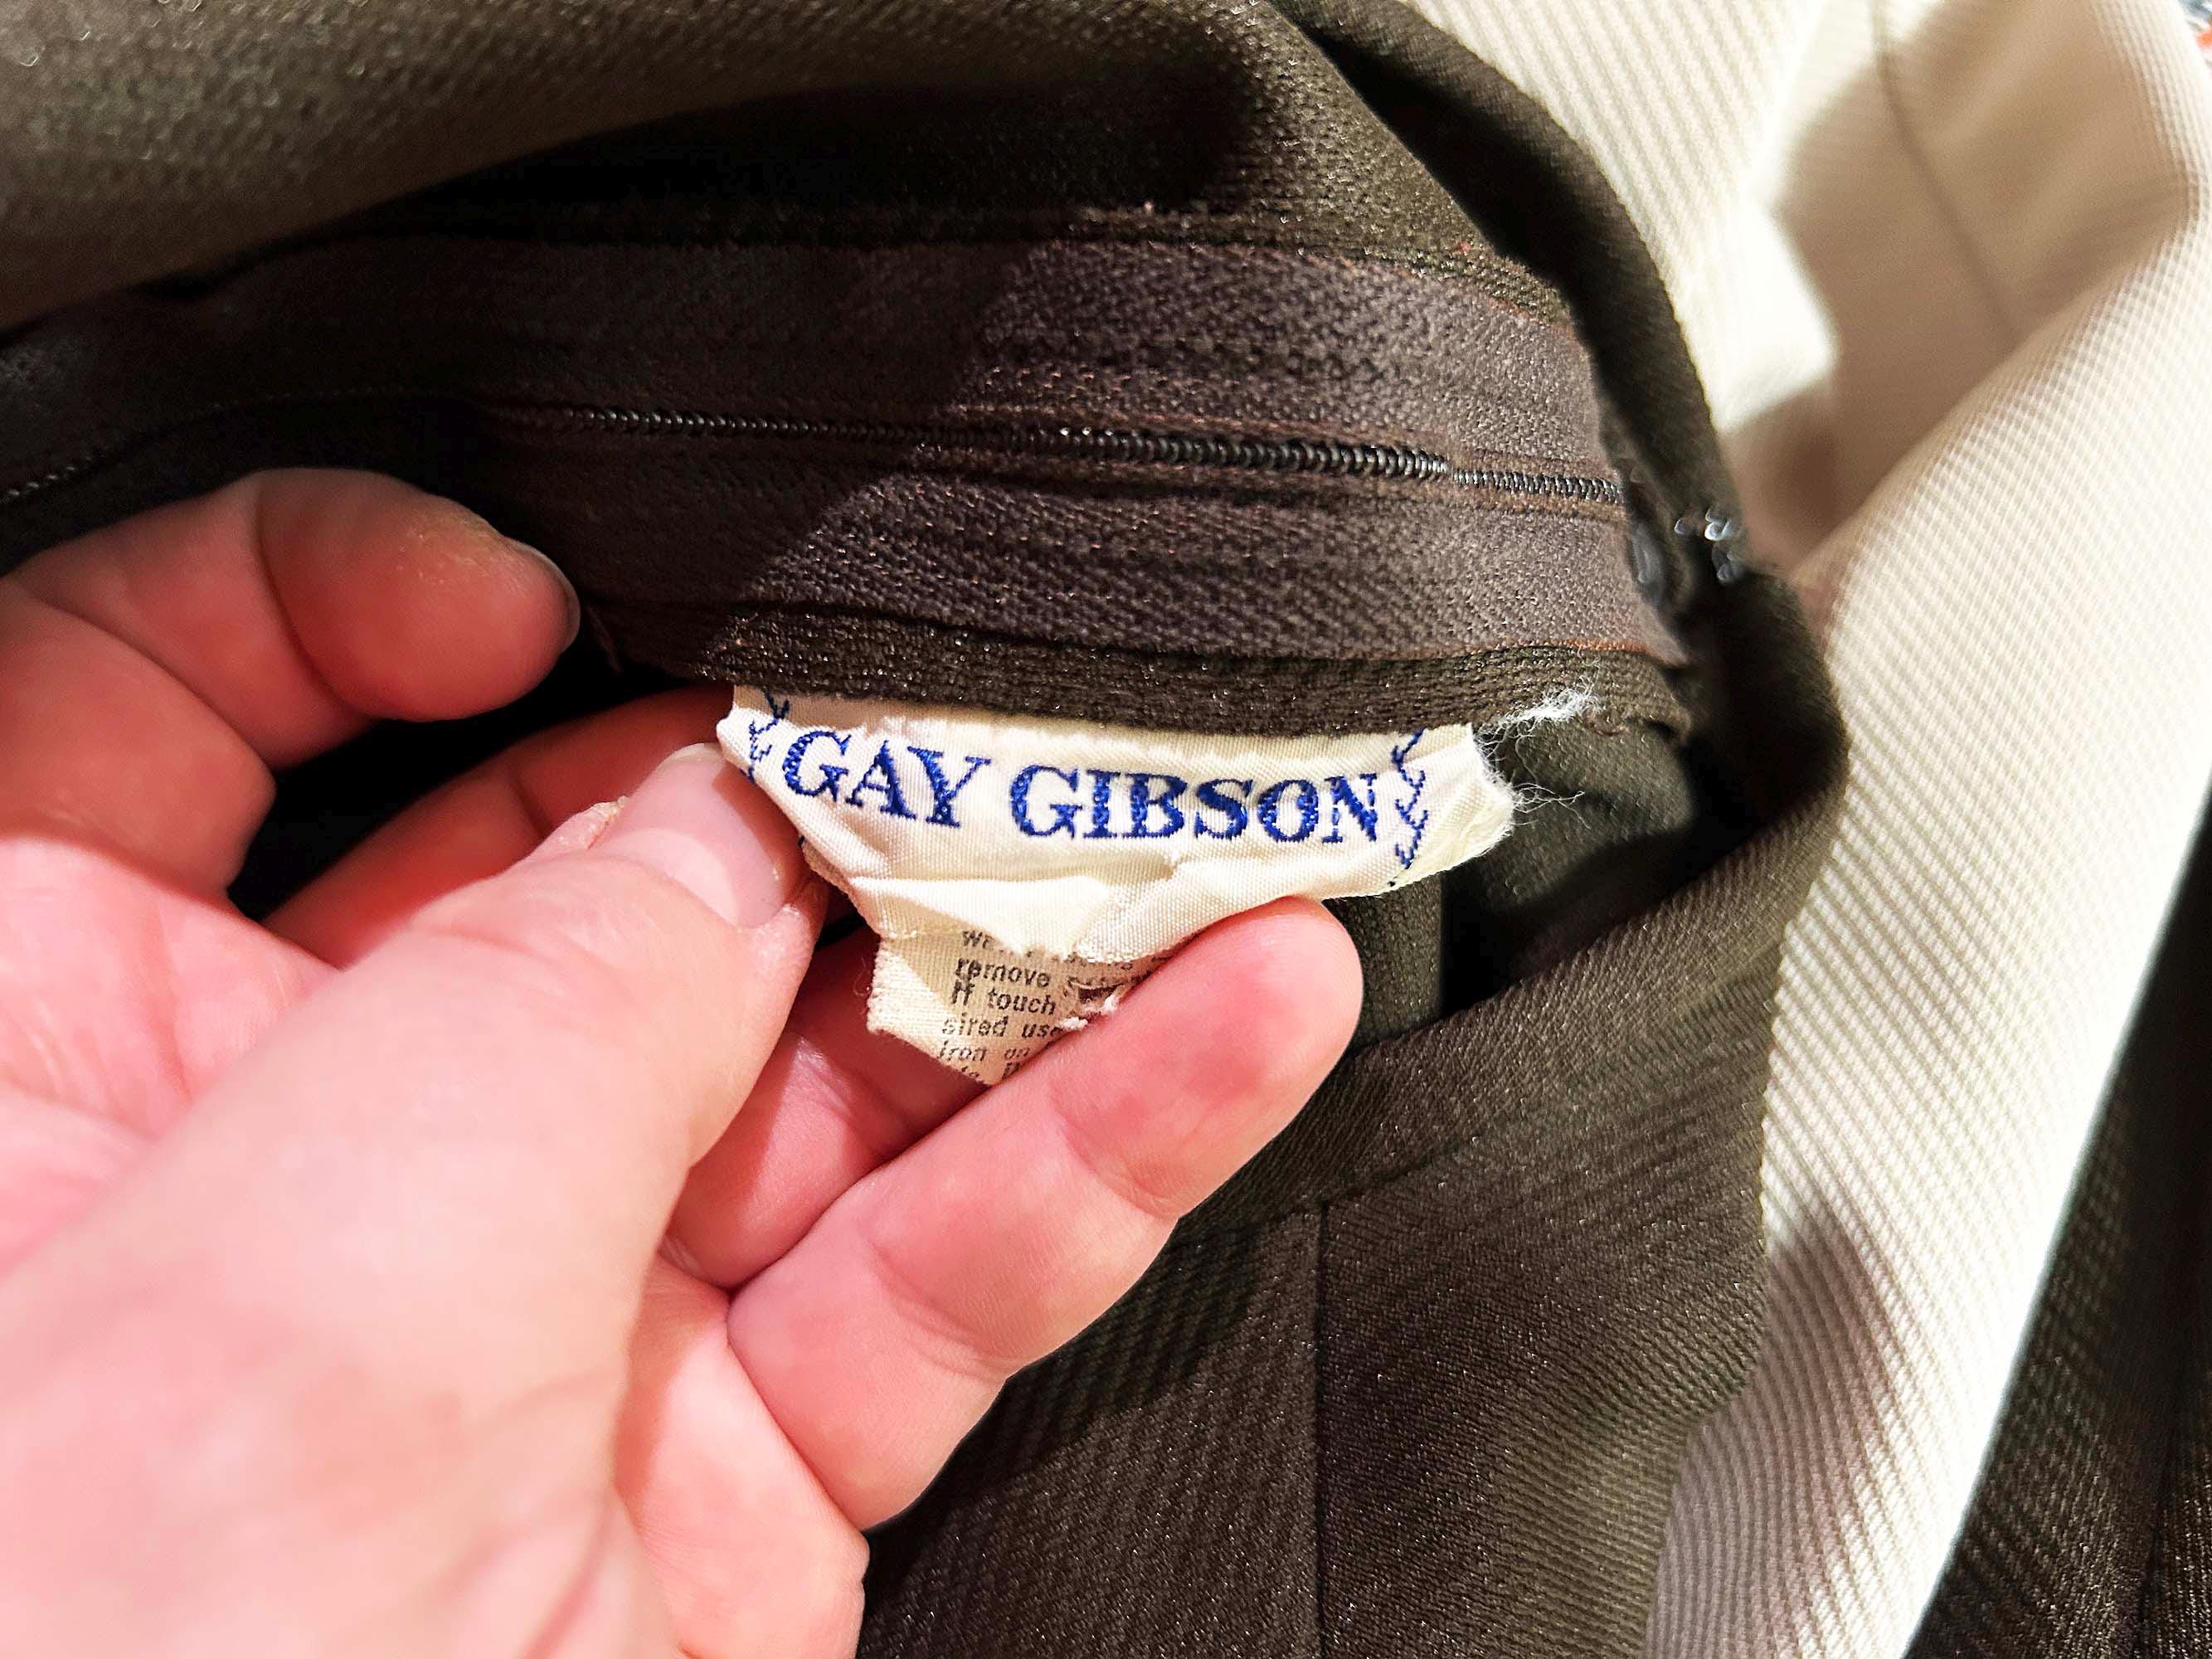 GAY GIBSON
remove
If touch
sired use
iron on